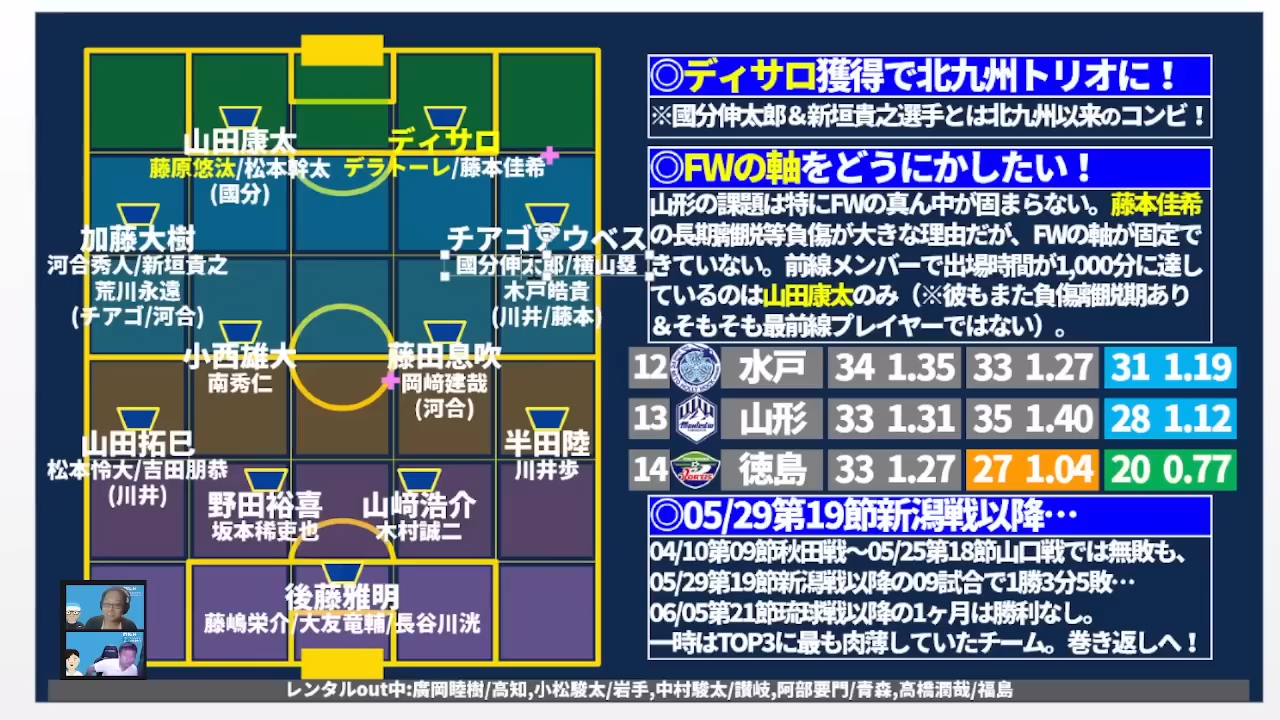 山田康太
藤原悠汰/松本幹太
(國分)
ディサロ
デラトーレ/藤本佳希
加藤大樹
河合秀人/新垣貴之
荒川永遠
(チアゴ/河合)
チアゴアウベス
國分伸太郎/横山塁
木戸皓貴
(川井/藤本)
小西雄大
南秀仁
藤田息吹
岡﨑建哉
(河合)
山田拓巳
松本怜大/吉田朋恭
(川井)
半田陸
川井歩
野田裕喜
坂本稀吏也
山﨑浩介
木村誠二
後藤雅明
藤嶋栄介/大友竜輔/長谷川洸
◎ディサロ獲得で北九州トリオに！
※國分伸太郎＆新垣貴之選手とは北九州以来のコンビ！
◎FWの軸をどうにかしたい！
山形の課題は特にFWの真ん中が固まらない。藤本佳希
の長期離脱等負傷が大きな理由だが、FWの軸が固定で
きていない。前線メンバーで出場時間が1,000分に達し
ているのは山田康太のみ（※彼もまた負傷離脱期あり
＆そもそも最前線プレイヤーではない）。
12 水戸 34 1.35 33 1.27 31 1.19
13 山形 33 1.31 35 1.40 28 1.12
14 徳島 33 1.27 27 1.04 20 0.77
◎05/29第19節新潟戦以降…
04/10第09節秋田戦～05/25第18節山口戦では無敗も、
05/29第19節新潟戦以降の09試合で1勝3分5敗…
06/05第21節琉球戦以降の1ヶ月は勝利なし。
一時はTOP3に最も肉薄していたチーム。巻き返しへ！
レンタルout中:廣岡睦樹/高知,小松駿太/岩手,中村駿太/讃岐,阿部要門/青森,高橋潤哉/福島